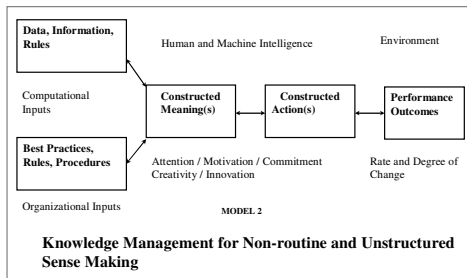 Data, Information,
Rules
Human and Machine Intelligence
Environment
Computational
Inputs
Constructed
Meaning(s)
Constructed
Action(s)
Performance
Outcomes
Best Practices,
Rules, Procedures
Attention / Motivation / Commitment
Creativity / Innovation
Rate and Degree of
Change
Organizational Inputs
MODEL 2
Knowledge Management for Non-routine and Unstructured
Sense Making